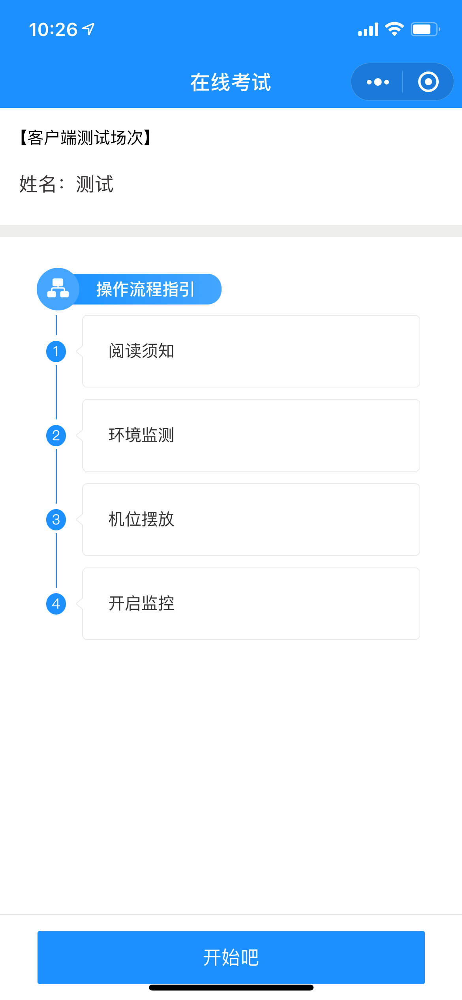 10:26
在线考试
【客户端测试场次】
姓名：测试
操作流程指引
1
阅读须知
2
环境监测
3
机位摆放
4
开启监控
开始吧